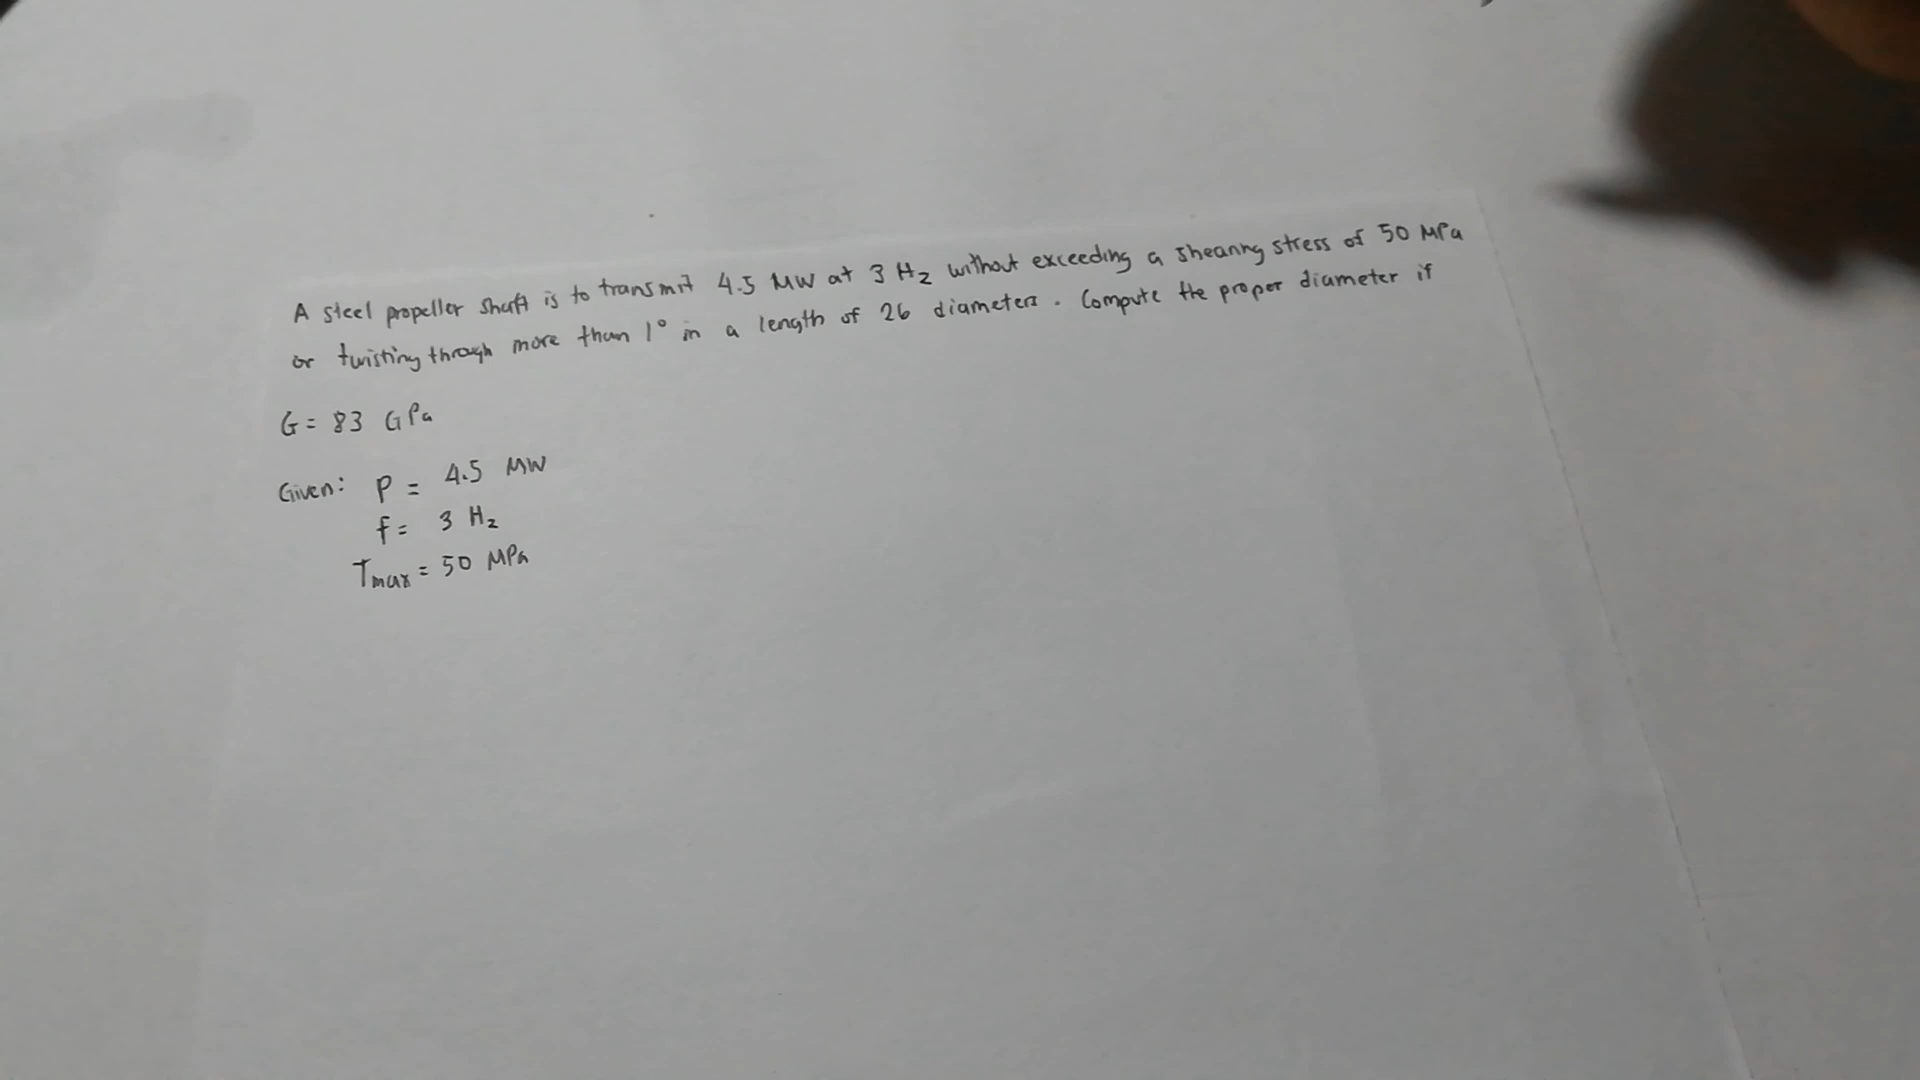 A steel propeller shaft is to transmit 4.5 MW at 3 Hz without exceeding a shearing stress of 50 MPa
or twisting through more than 1° in a length of 26 diameters. Compute the proper diameter if
G = 83 GPa
Given: P = 4.5 MW
f = 3 Hz
Tmax = 50 MPa